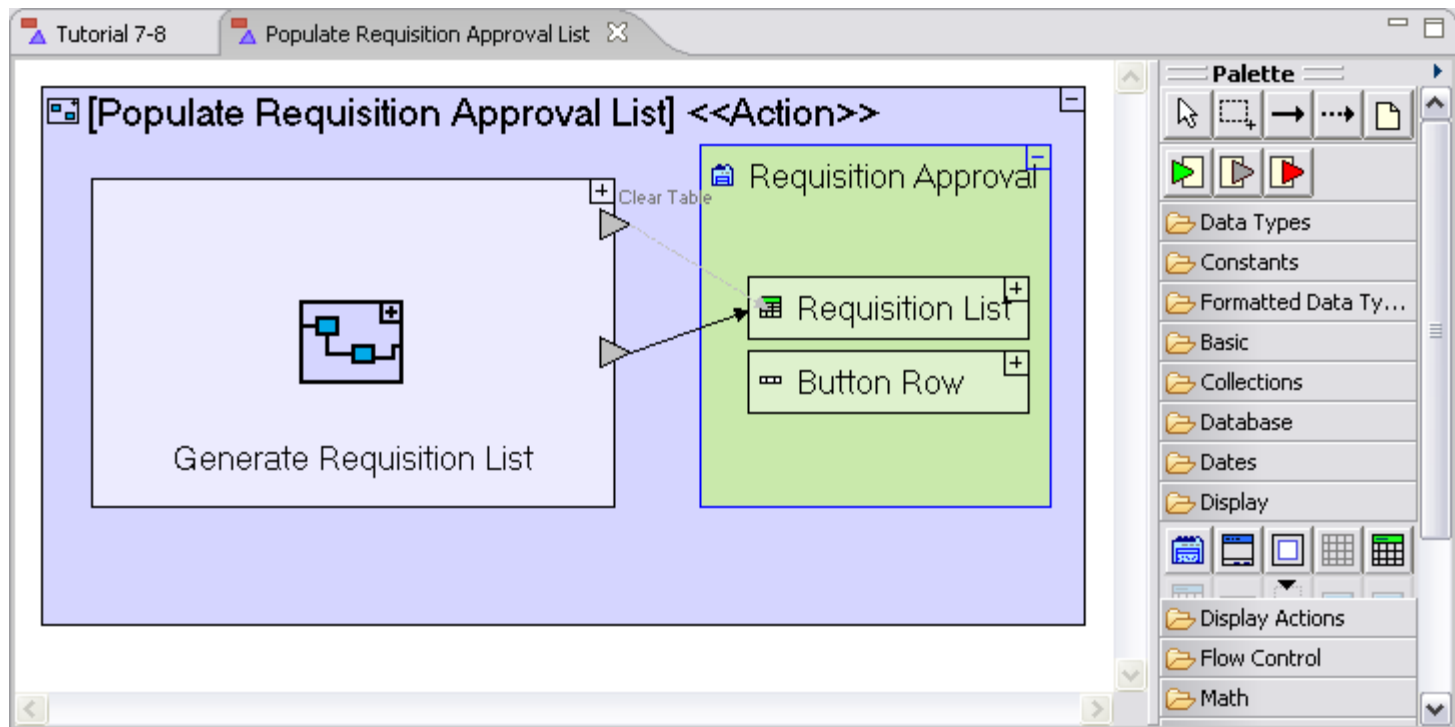 Tutorial 7-8
Populate Requisition Approval List
[Populate Requisition Approval List] <<Action>>
Clear Table
Requisition Approval
Requisition List
Button Row
Generate Requisition List
Palette
Data Types
Constants
Formatted Data Ty...
Basic
Collections
Database
Dates
Display
Display Actions
Flow Control
Math